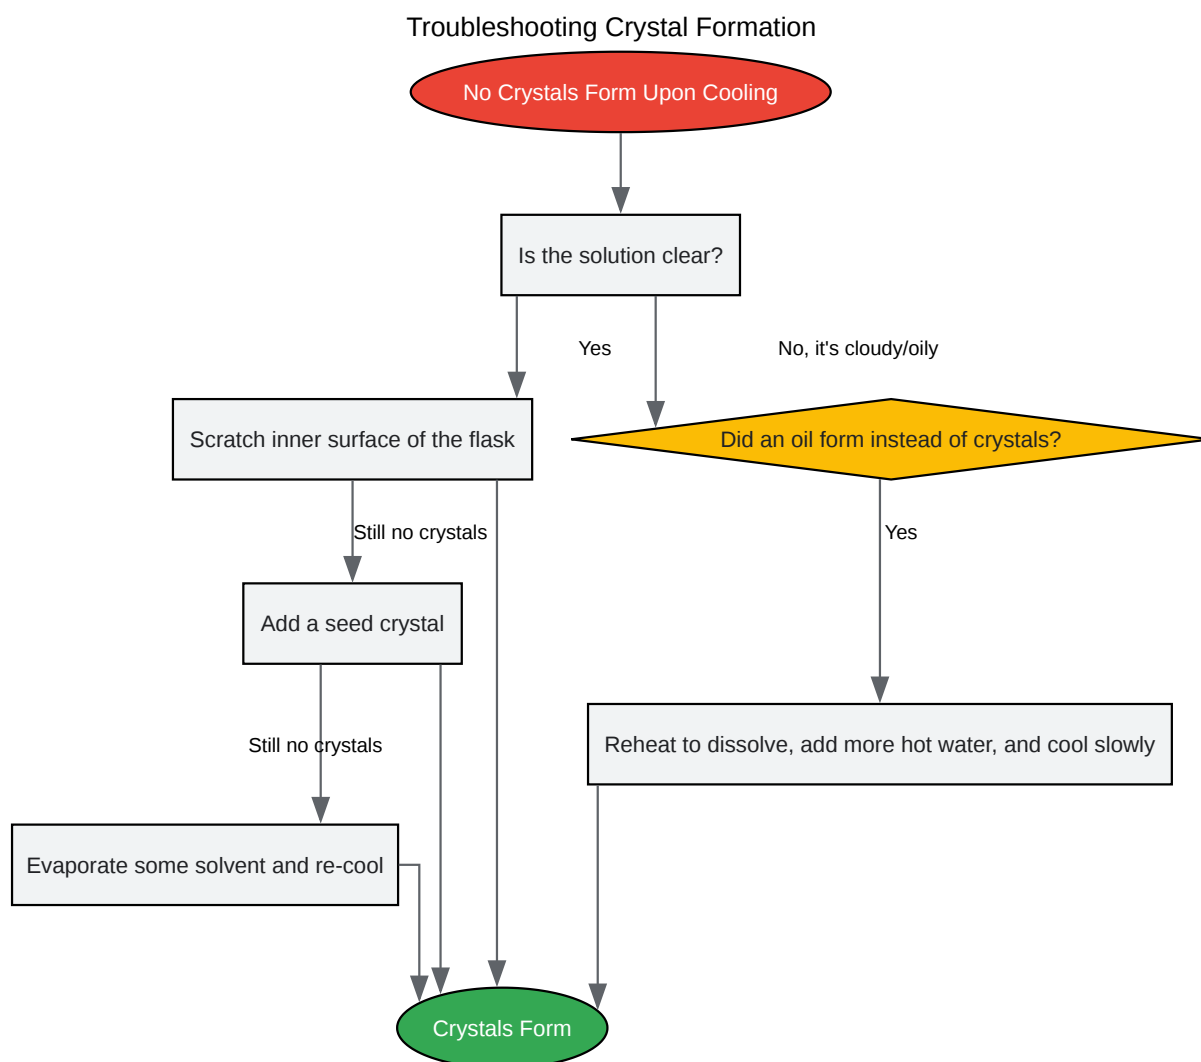 Troubleshooting Crystal Formation
No Crystals Form Upon Cooling
Is the solution clear?
Yes
No, it's cloudy/oily
Scratch inner surface of the flask
Did an oil form instead of crystals?
Still no crystals
Yes
Add a seed crystal
Still no crystals
Reheat to dissolve, add more hot water, and cool slowly
Evaporate some solvent and re-cool
Crystals Form